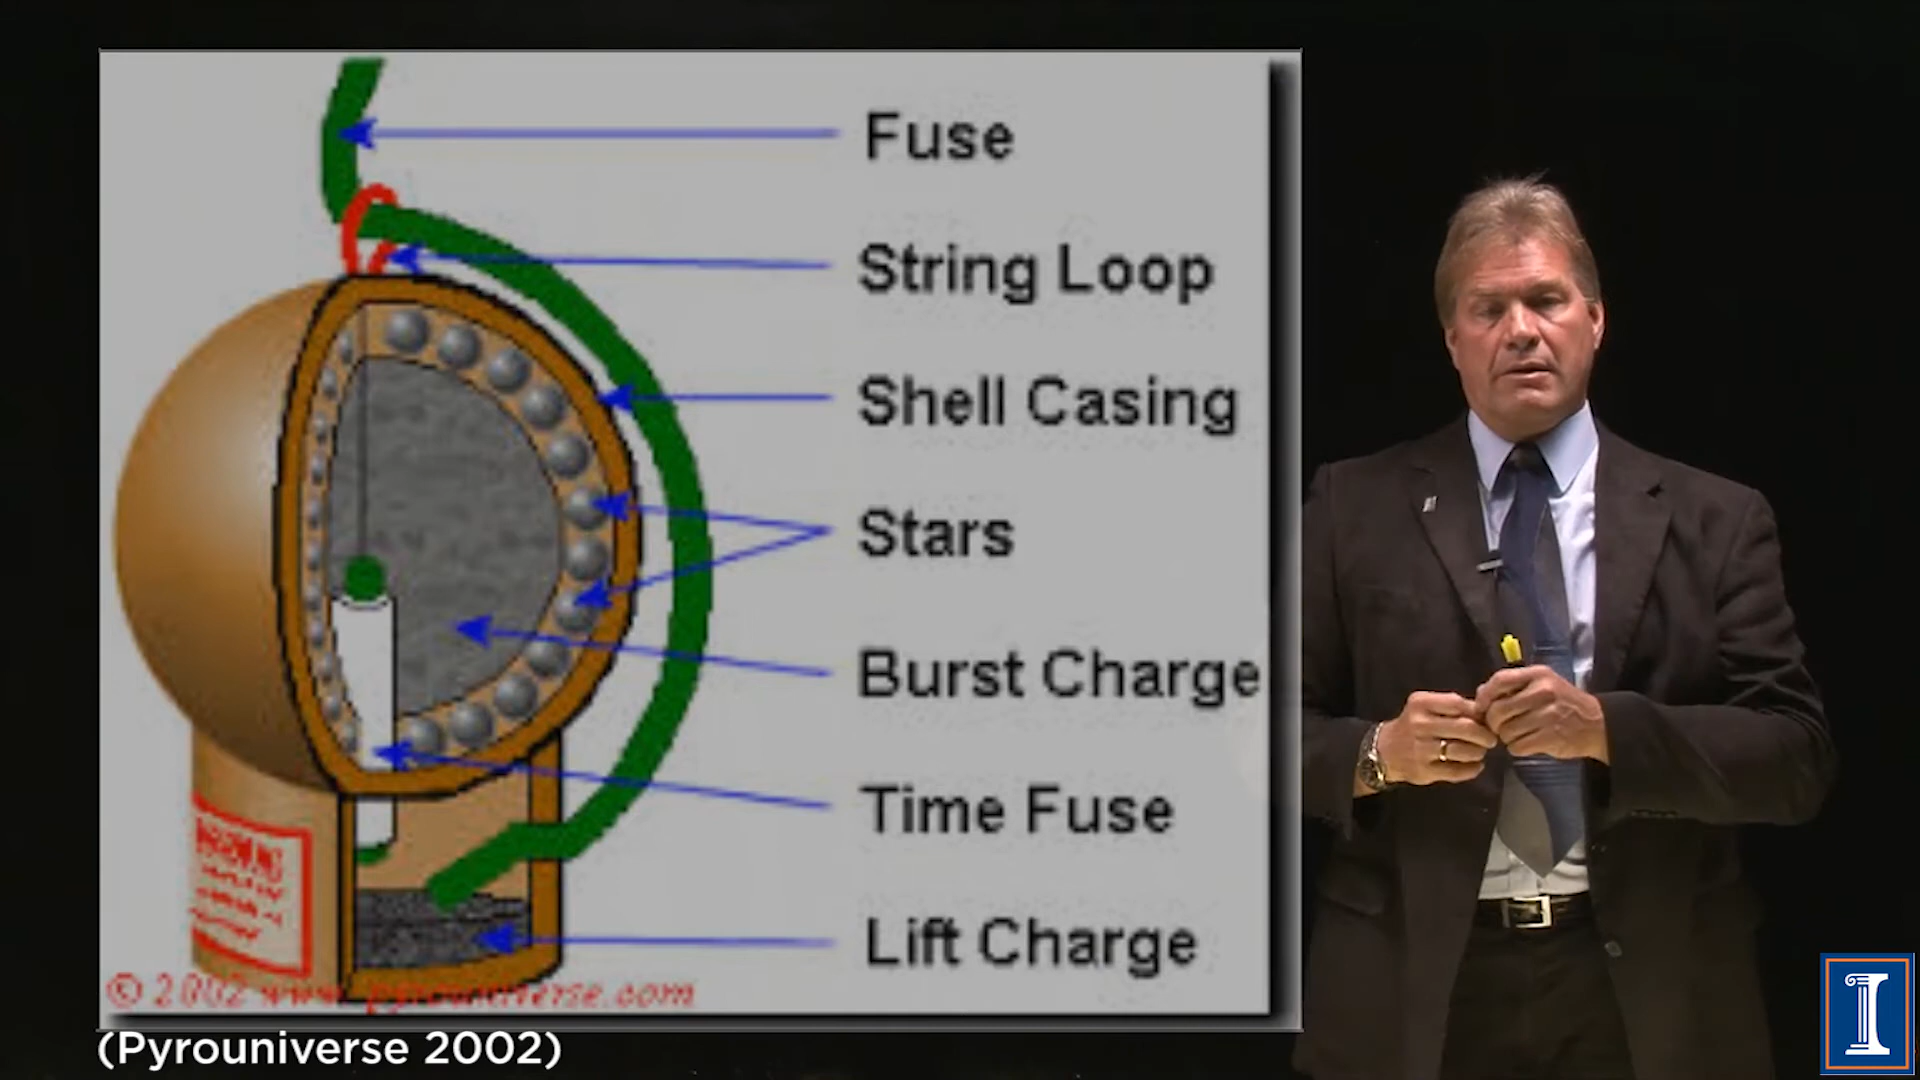 Fuse
String Loop
Shell Casing
Stars
Burst Charge
Time Fuse
Lift Charge
© 2002 www.pyrouniverse.com
(Pyrouniverse 2002)
I